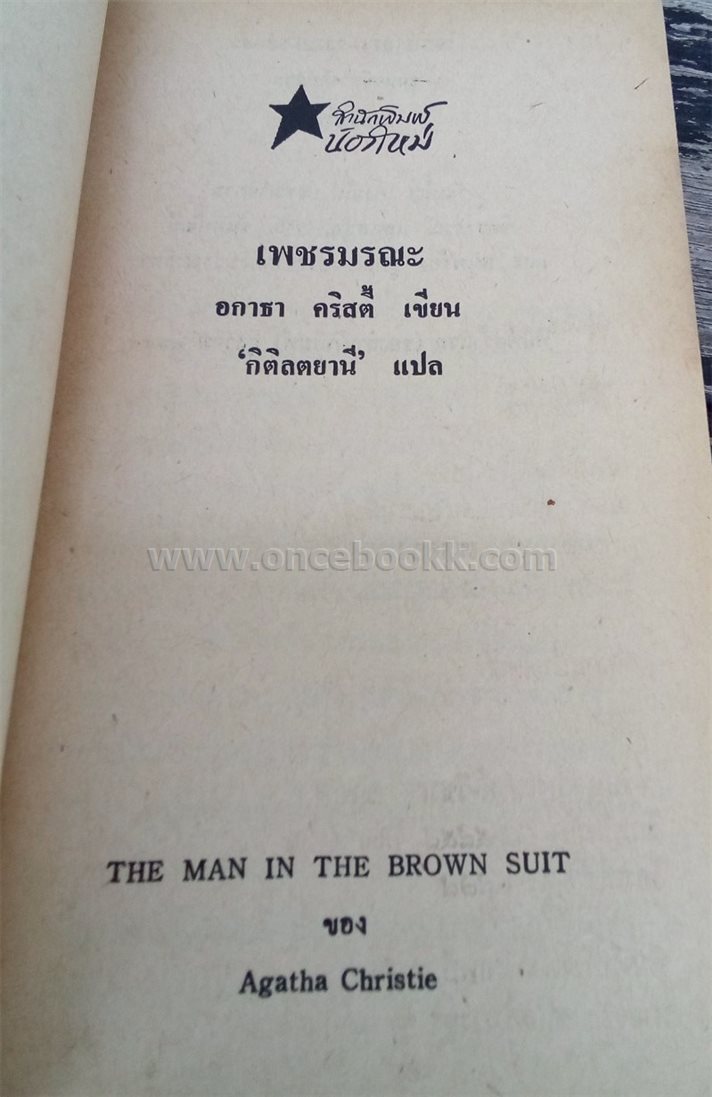 สำนักพิมพ์
น้องใหม่
เพชรมรณะ
อกาธา คริสตี้ เขียน
‘กิติลตยานี’ แปล
www.oncebookk.com
THE MAN IN THE BROWN SUIT
ของ
Agatha Christie